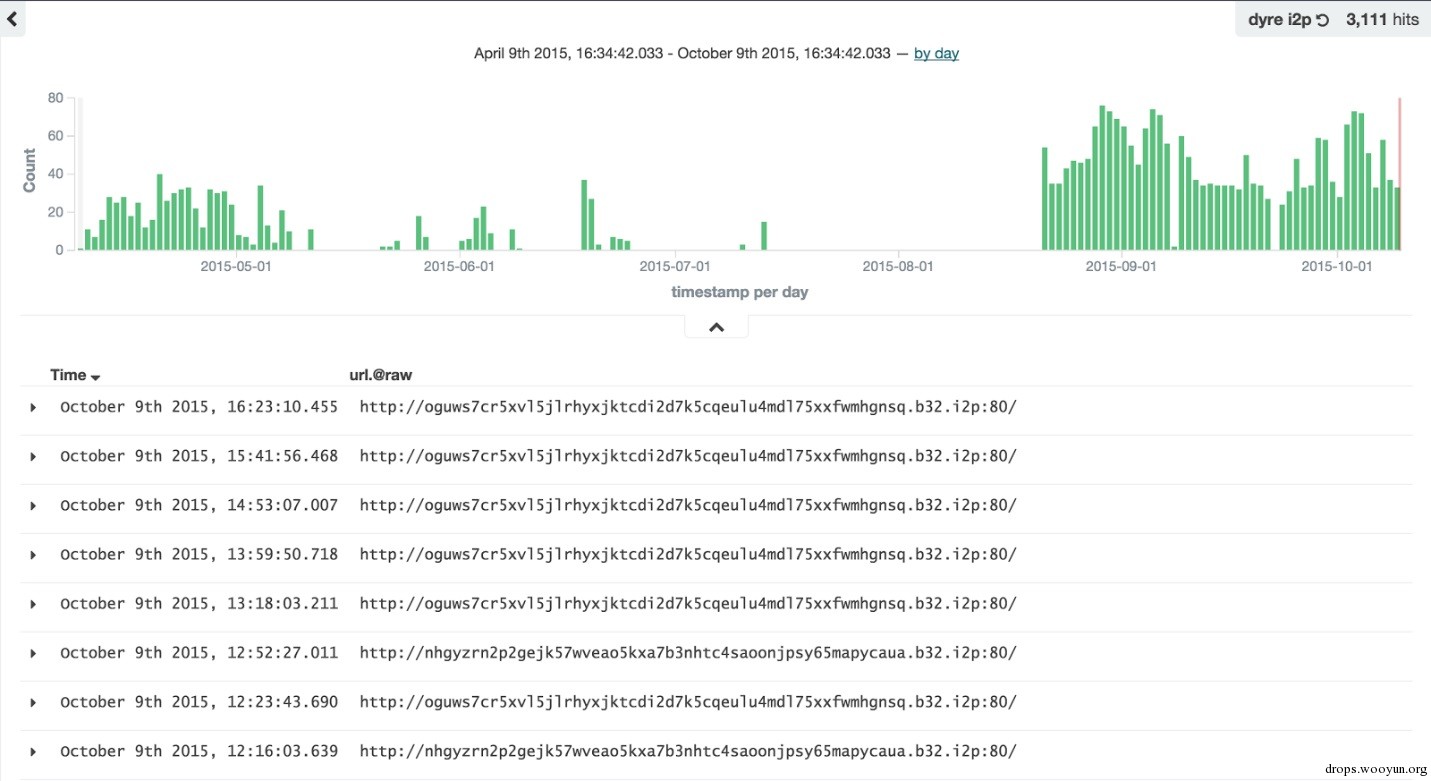 dyre i2p 3,111 hits
April 9th 2015, 16:34:42.033 - October 9th 2015, 16:34:42.033 — by day
80
60
40
20
0
Count
2015-05-01 2015-06-01 2015-07-01 2015-08-01 2015-09-01 2015-10-01
timestamp per day
Time url.@raw
October 9th 2015, 16:23:10.455 http://oguws7cr5xvl5jlrhyxjktcdi2d7k5cqeulu4mdl75xxfwmhgnsq.b32.i2p:80/
October 9th 2015, 15:41:56.468 http://oguws7cr5xvl5jlrhyxjktcdi2d7k5cqeulu4mdl75xxfwmhgnsq.b32.i2p:80/
October 9th 2015, 14:53:07.007 http://oguws7cr5xvl5jlrhyxjktcdi2d7k5cqeulu4mdl75xxfwmhgnsq.b32.i2p:80/
October 9th 2015, 13:59:50.718 http://oguws7cr5xvl5jlrhyxjktcdi2d7k5cqeulu4mdl75xxfwmhgnsq.b32.i2p:80/
October 9th 2015, 13:18:03.211 http://oguws7cr5xvl5jlrhyxjktcdi2d7k5cqeulu4mdl75xxfwmhgnsq.b32.i2p:80/
October 9th 2015, 12:52:27.011 http://nhgyzrn2p2gejk57wveao5kxa7b3nhtc4saoonjpsy65mapycaua.b32.i2p:80/
October 9th 2015, 12:23:43.690 http://oguws7cr5xvl5jlrhyxjktcdi2d7k5cqeulu4mdl75xxfwmhgnsq.b32.i2p:80/
October 9th 2015, 12:16:03.639 http://nhgyzrn2p2gejk57wveao5kxa7b3nhtc4saoonjpsy65mapycaua.b32.i2p:80/
drops.wooyun.org